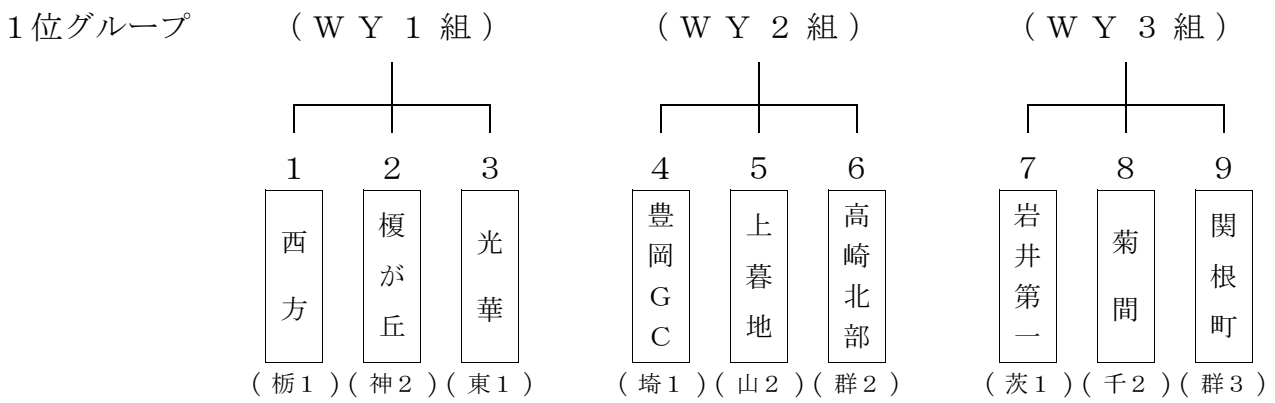 1位グループ (WY1組) (WY2組) (WY3組)
1 2 3 4 5 6 7 8 9
西方 榎が丘 光華 豊岡GC 上暮地 高崎北部 岩井第一 菊間 関根町
(栃1)(神2)(東1) (埼1)(山2)(群2) (茨1)(千2)(群3)